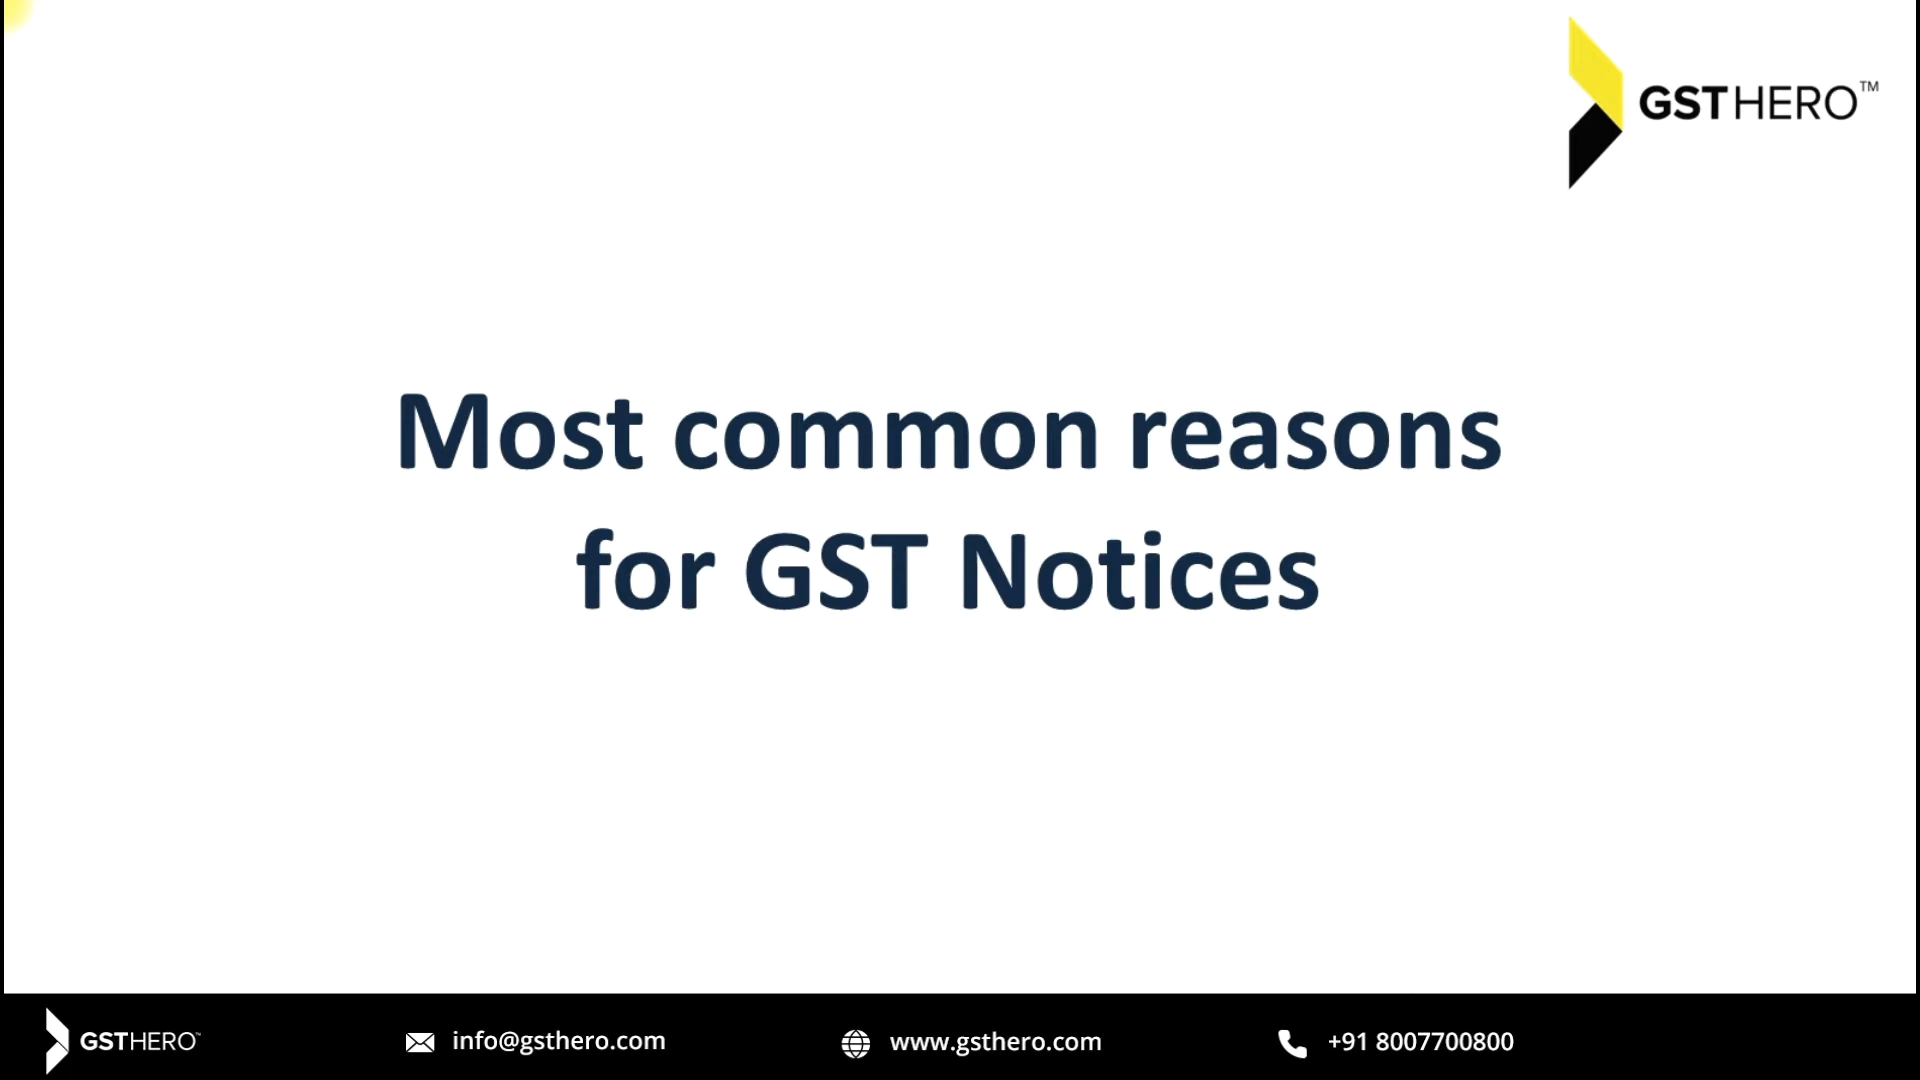 GSTHERO™
Most common reasons
for GST Notices
GSTHERO™
info@gsthero.com
www.gsthero.com
+91 8007700800